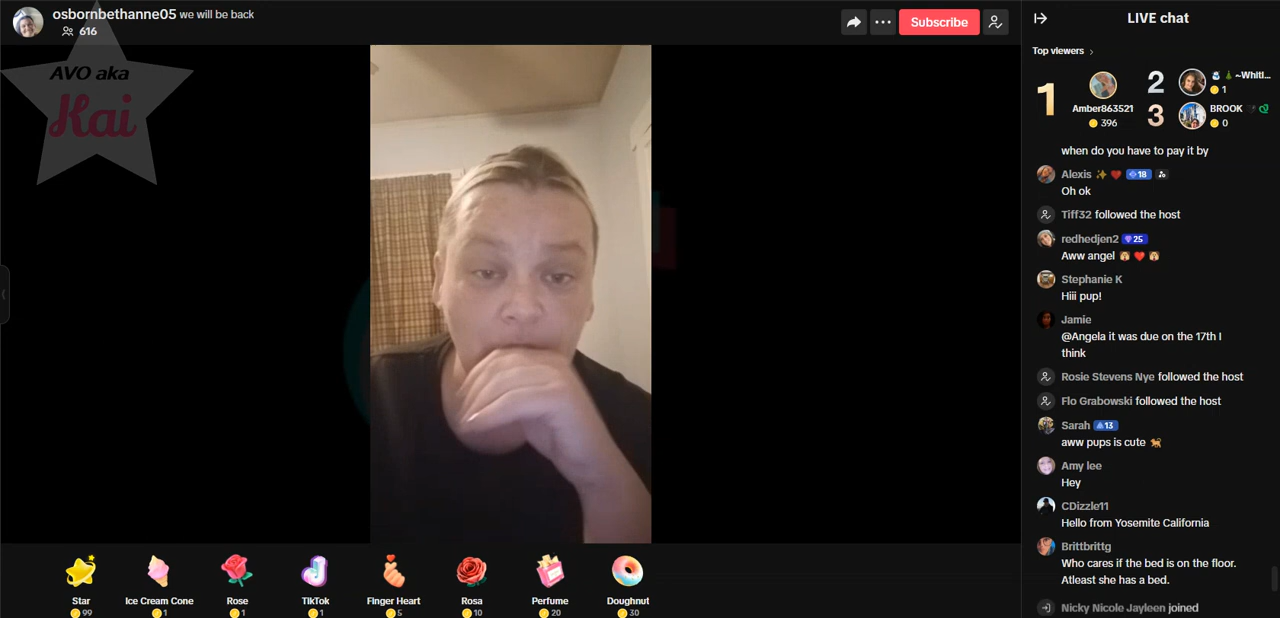 osbornbethanne05 we will be back
616
Subscribe
AVO aka
Kai
LIVE chat
Top viewers
1
Amber863521
396
2
~Whitl...
1
3
BROOK
0
when do you have to pay it by
Alexis 18
Oh ok
Tiff32 followed the host
redhedjen2 25
Aww angel
Stephanie K
Hiii pup!
Jamie
@Angela it was due on the 17th I
think
Rosie Stevens Nye followed the host
Flo Grabowski followed the host
Sarah 13
aww pups is cute
Amy lee
Hey
CDizzle11
Hello from Yosemite California
Brittbrittg
Who cares if the bed is on the floor.
Atleast she has a bed.
Nicky Nicole Jayleen joined
Star
99
Ice Cream Cone
1
Rose
1
TikTok
1
Finger Heart
5
Rosa
10
Perfume
20
Doughnut
30